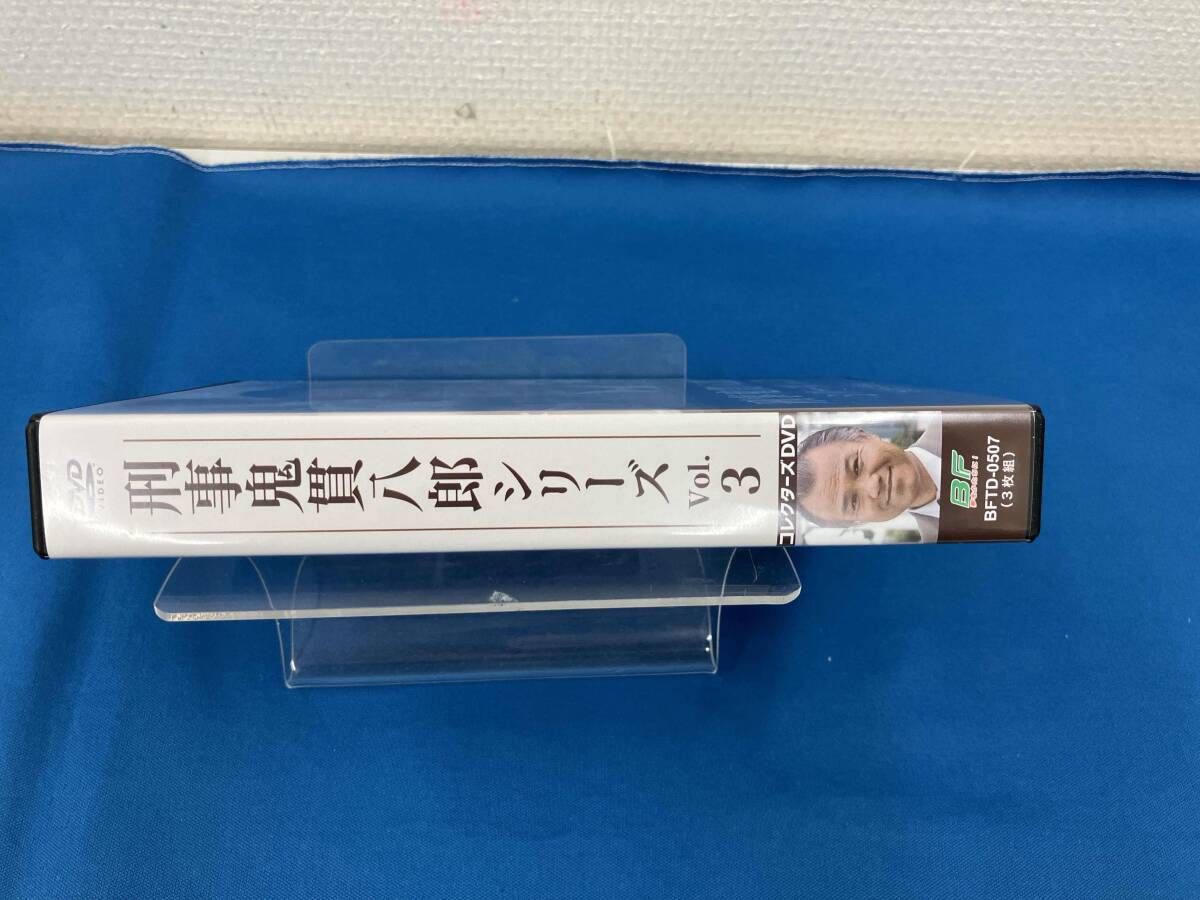 DVD
VIDEO
刑事鬼貫八郎シリーズ
Vol.
3
コレクターズDVD
BF
BFTD-0507
(3枚組)